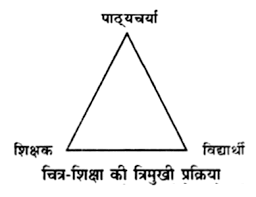 पाठ्यचर्या
शिक्षक विद्यार्थी
चित्र-शिक्षा की त्रिमुखी प्रक्रिया